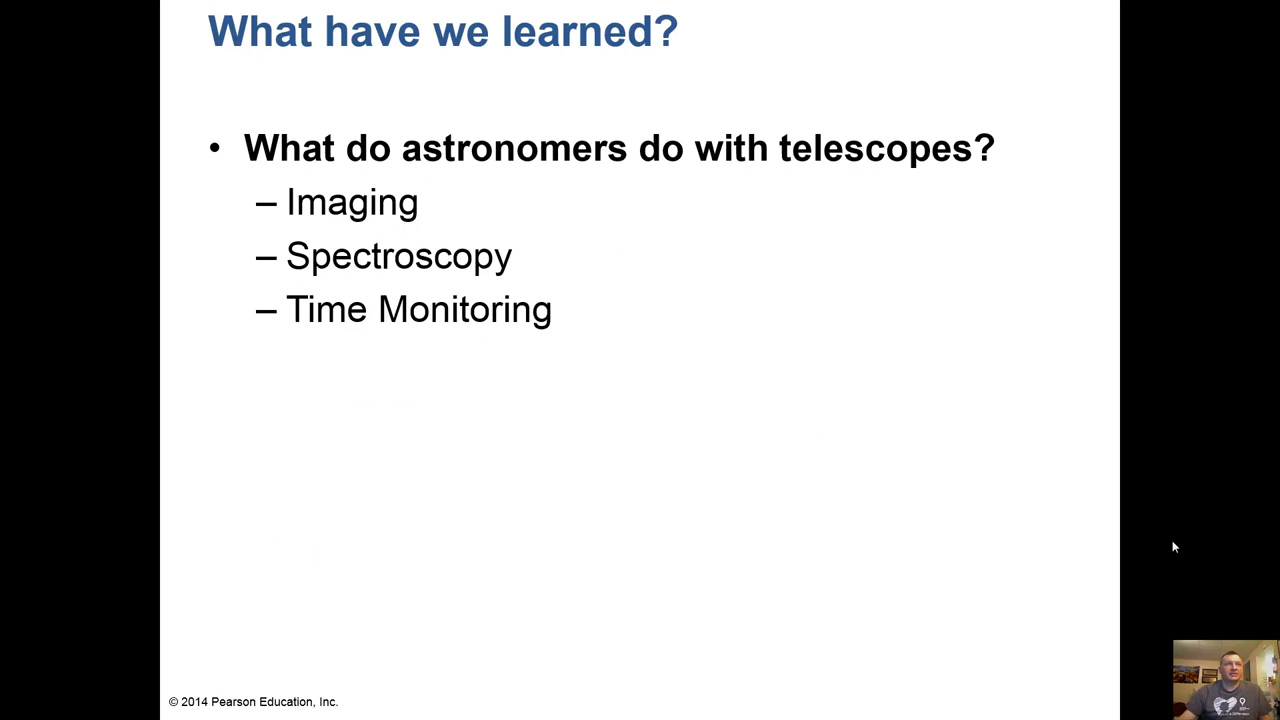 What have we learned?
• What do astronomers do with telescopes?
– Imaging
– Spectroscopy
– Time Monitoring
© 2014 Pearson Education, Inc.